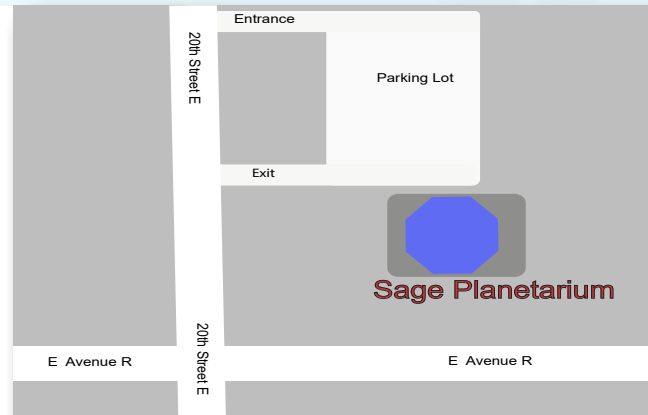 Entrance
20th Street E
Parking Lot
Exit
Sage Planetarium
20th Street E
E Avenue R
E Avenue R